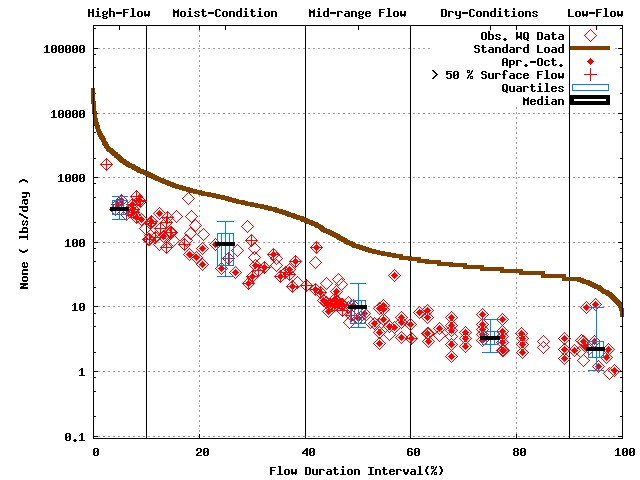 High-Flow Moist-Condition Mid-range Flow Dry-Conditions Low-Flow
Obs. WQ Data
Standard Load
Apr.-Oct.
> 50 % Surface Flow
Quartiles
Median
100000
10000
1000
100
10
1
0.1
None ( lbs/day )
0 20 40 60 80 100
Flow Duration Interval(%)